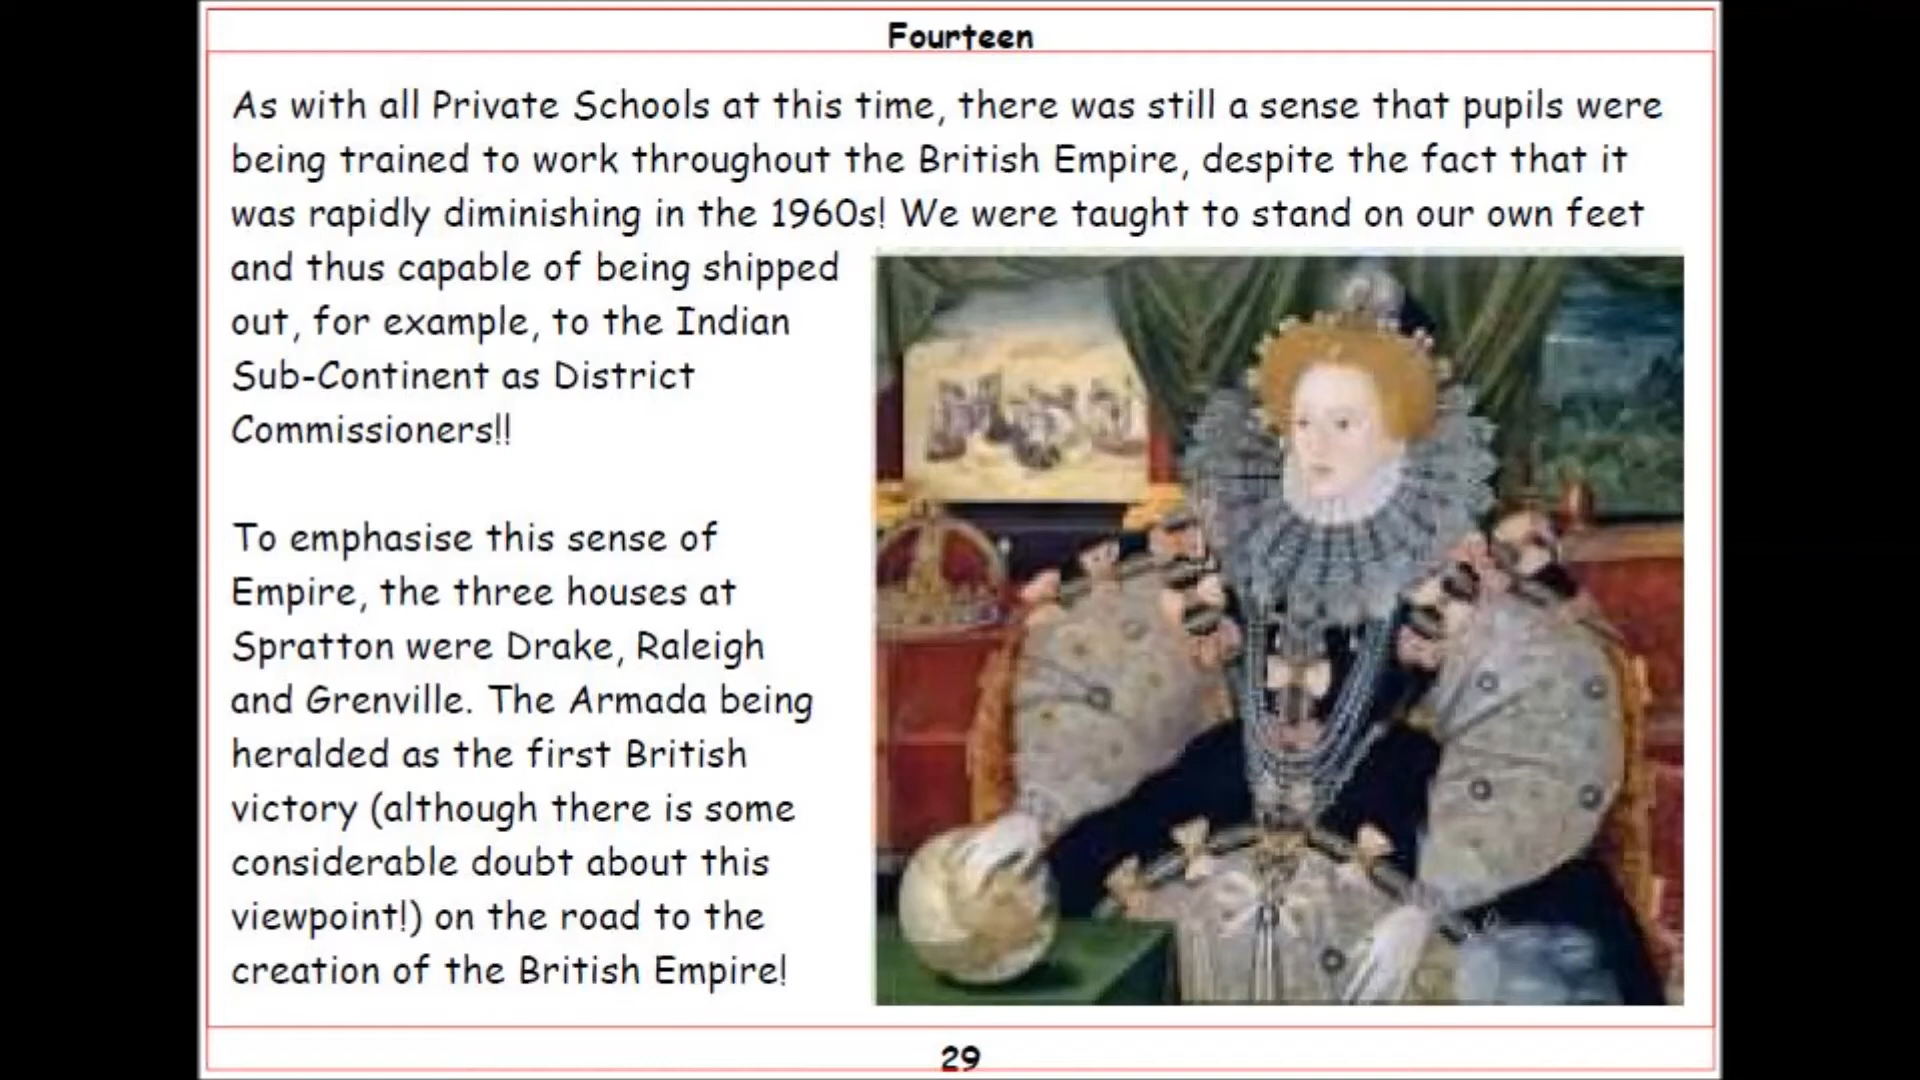 Fourteen
As with all Private Schools at this time, there was still a sense that pupils were
being trained to work throughout the British Empire, despite the fact that it
was rapidly diminishing in the 1960s! We were taught to stand on our own feet
and thus capable of being shipped
out, for example, to the Indian
Sub-Continent as District
Commissioners!!
To emphasise this sense of
Empire, the three houses at
Spratton were Drake, Raleigh
and Grenville. The Armada being
heralded as the first British
victory (although there is some
considerable doubt about this
viewpoint!) on the road to the
creation of the British Empire!
29